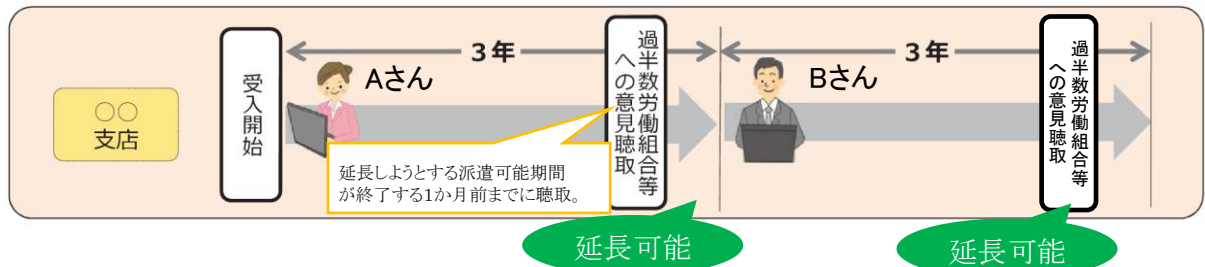 ○○
支店
受入開始
3年
Aさん
過半数労働組合等
への意見聴取
延長しようとする派遣可能期間
が終了する1か月前までに聴取。
延長可能
3年
Bさん
過半数労働組合等
への意見聴取
延長可能